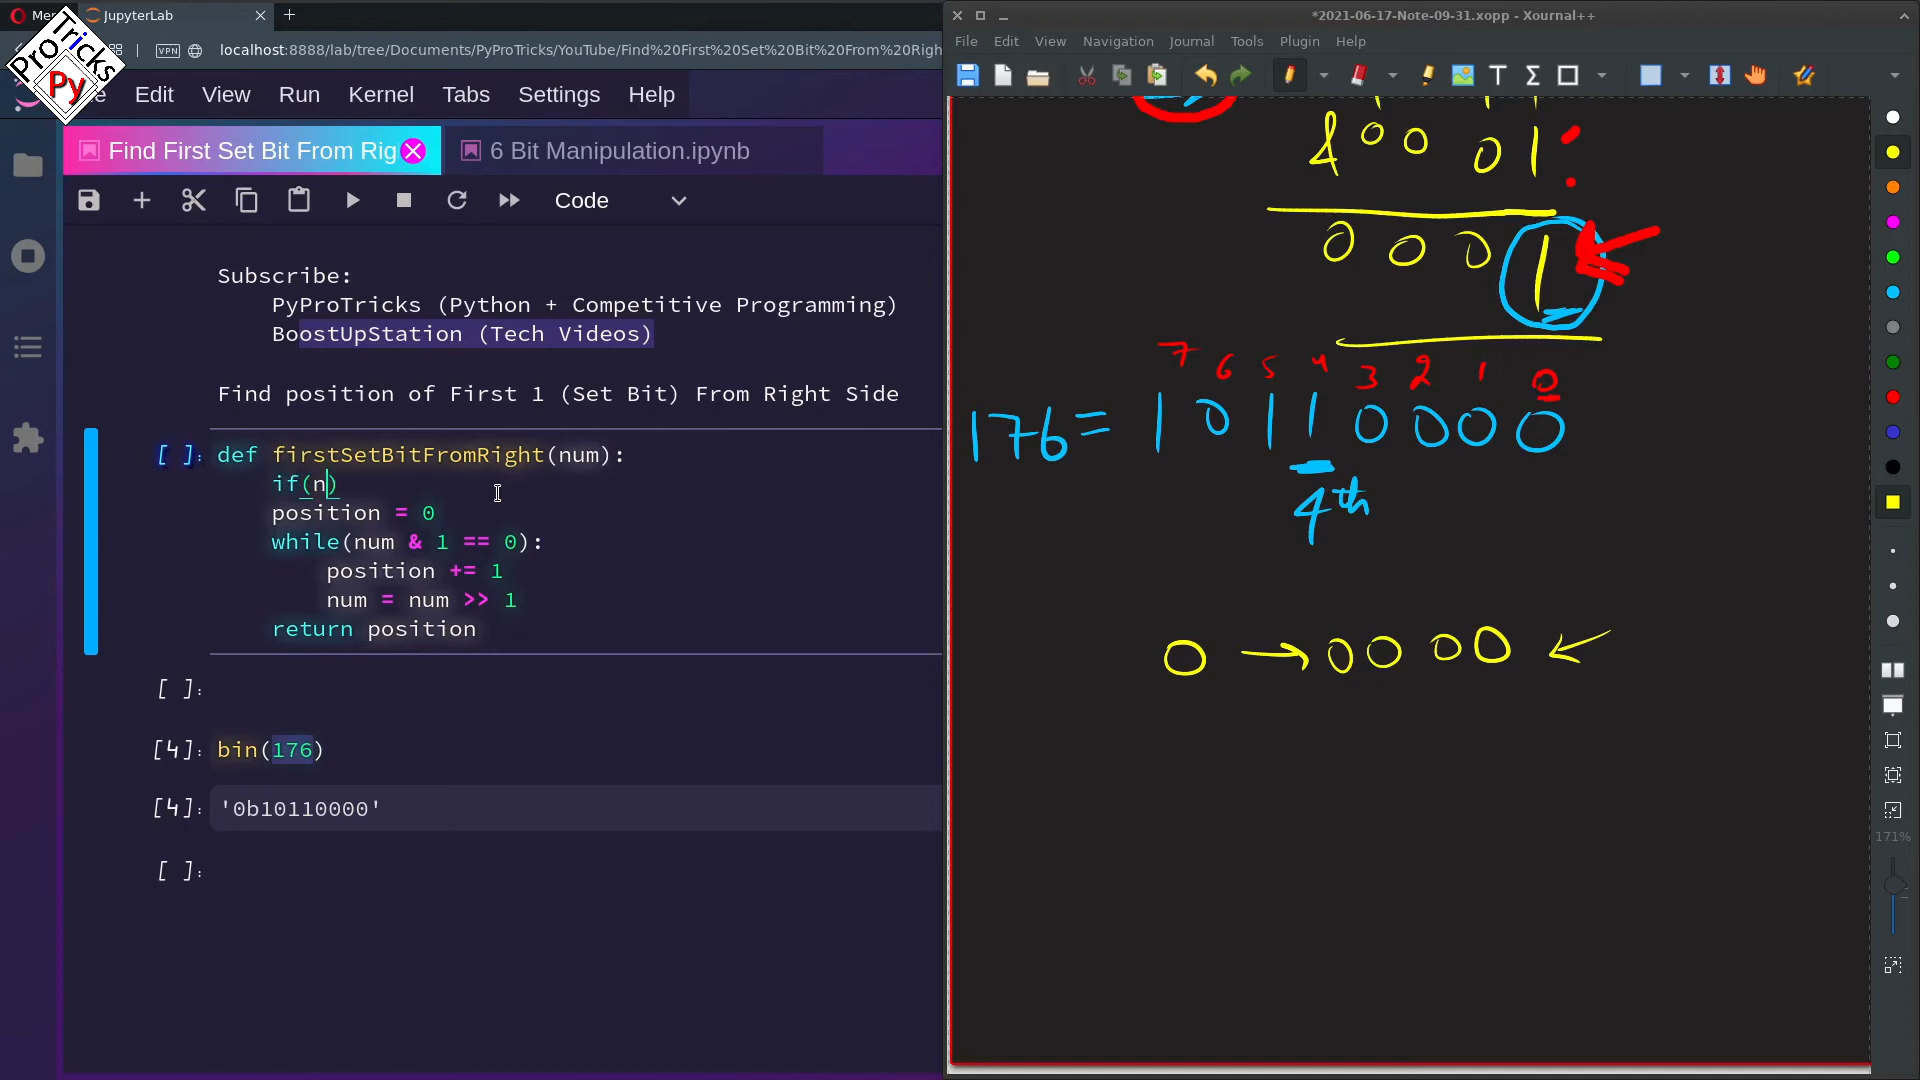 JupyterLab
*2021-06-17-Note-09-31.xopp - Xournal++
VPN localhost:8888/lab/tree/Documents/PyProTricks/YouTube/Find%20First%20Set%20Bit%20From%20Righ
Pro Tricks
Py
Edit View Run Kernel Tabs Settings Help
File Edit View Navigation Journal Tools Plugin Help
Find First Set Bit From Rig
6 Bit Manipulation.ipynb
Code
Subscribe:
PyProTricks (Python + Competitive Programming)
BoostUpStation (Tech Videos)
Find position of First 1 (Set Bit) From Right Side
[ ]: def firstSetBitFromRight(num):
if(n)
position = 0
while(num & 1 == 0):
position += 1
num = num >> 1
return position
[ ]:
[4]: bin(176)
[4]: '0b10110000'
[ ]:
0 0 0 1
0 0 0 1
7 6 5 4 3 2 1 0
176= 1 0 1 1 0 0 0 0
4th
0 → 0 0 0 0 ←
171%